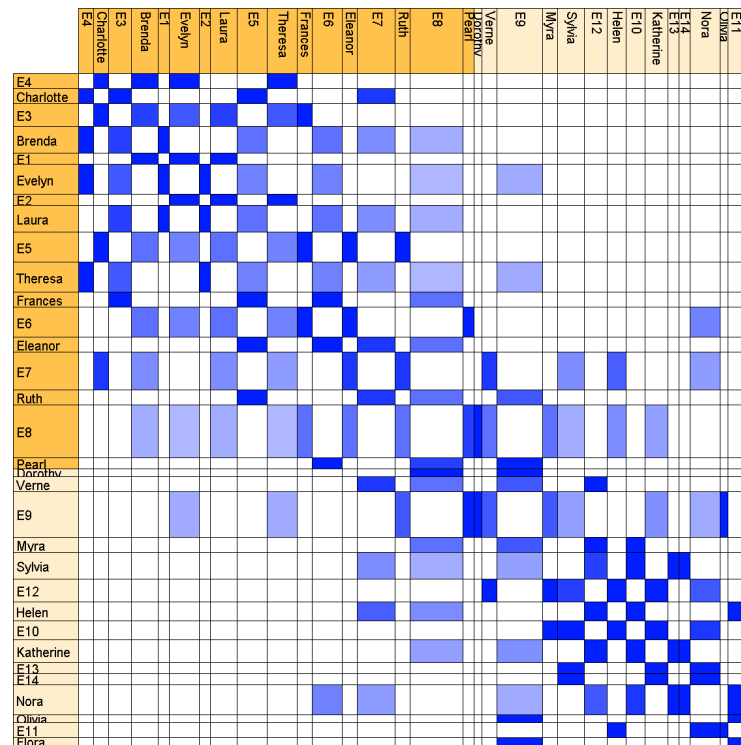 E4
Charlotte
E3
Brenda
E1
Evelyn
E2
Laura
E5
Theresa
Frances
E6
Eleanor
E7
Ruth
E8
Pearl
Dorothy
Verne
E9
Myra
Sylvia
E12
Helen
E10
Katherine
E13
E14
Nora
Olivia
E11
E4
Charlotte
E3
Brenda
E1
Evelyn
E2
Laura
E5
Theresa
Frances
E6
Eleanor
E7
Ruth
E8
Pearl
Dorothy
Verne
E9
Myra
Sylvia
E12
Helen
E10
Katherine
E13
E14
Nora
Olivia
E11
Flora